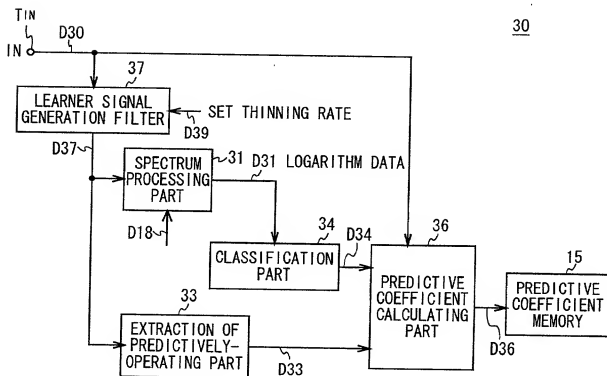 TIN
IN
D30
30
37
LEARNER SIGNAL
GENERATION FILTER
SET THINNING RATE
D39
D37
31
SPECTRUM
PROCESSING
PART
D31 LOGARITHM DATA
D18
34
CLASSIFICATION
PART
D34
36
PREDICTIVE
COEFFICIENT
CALCULATING
PART
15
PREDICTIVE
COEFFICIENT
MEMORY
D36
33
EXTRACTION OF
PREDICTIVELY-
OPERATING PART
D33